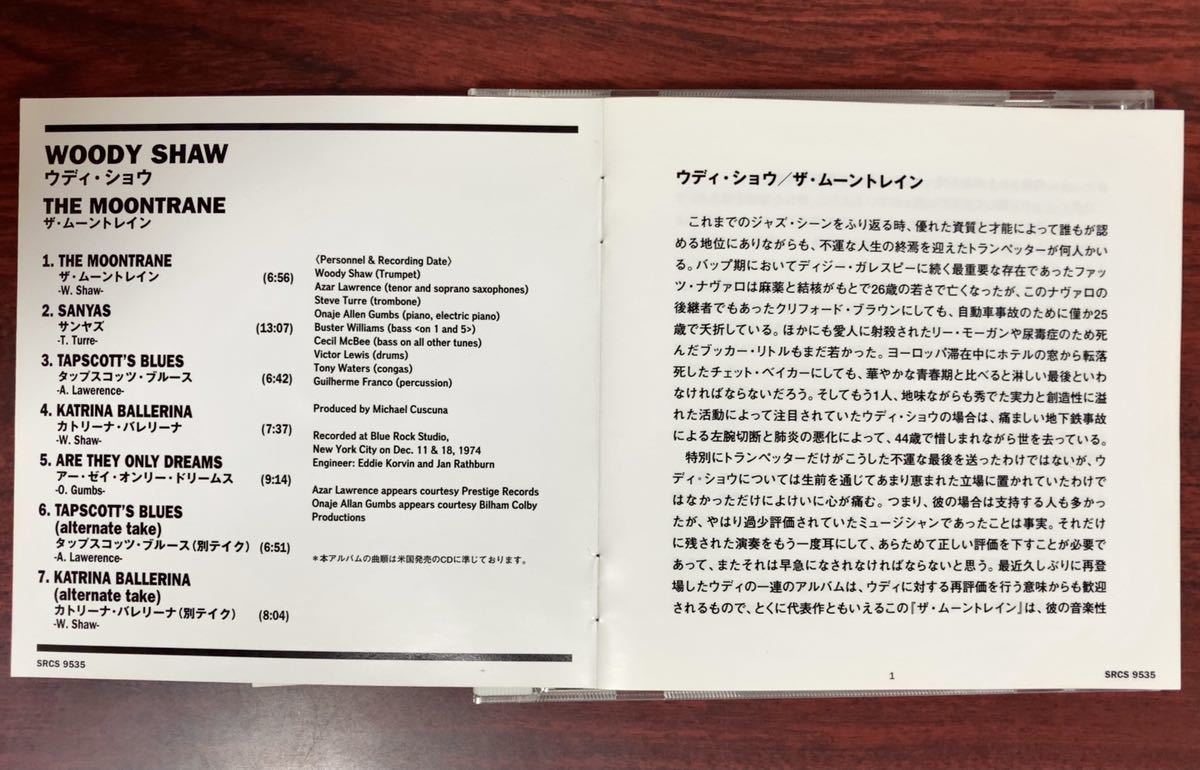 WOODY SHAW
ウディ・ショウ
THE MOONTRANE
ザ・ムーントレイン
1. THE MOONTRANE
ザ・ムーントレイン (6:56)
-W. Shaw-
2. SANYAS
サンヤズ (13:07)
-T. Turre-
3. TAPSCOTT'S BLUES
タップスコッツ・ブルース (6:42)
-A. Lawerence-
4. KATRINA BALLERINA
カトリーナ・バレリーナ (7:37)
-W. Shaw-
5. ARE THEY ONLY DREAMS
アー・ゼイ・オンリー・ドリームス (9:14)
-O. Gumbs-
6. TAPSCOTT'S BLUES
(alternate take)
タップスコッツ・ブルース(別テイク) (6:51)
-A. Lawerence-
7. KATRINA BALLERINA
(alternate take)
カトリーナ・バレリーナ(別テイク) (8:04)
-W. Shaw-
〈Personnel & Recording Date〉
Woody Shaw (Trumpet)
Azar Lawrence (tenor and soprano saxophones)
Steve Turre (trombone)
Onaje Allen Gumbs (piano, electric piano)
Buster Williams (bass <on 1 and 5>)
Cecil McBee (bass on all other tunes)
Victor Lewis (drums)
Tony Waters (congas)
Guilherme Franco (percussion)
Produced by Michael Cuscuna
Recorded at Blue Rock Studio,
New York City on Dec. 11 & 18, 1974
Engineer: Eddie Korvin and Jan Rathburn
Azar Lawrence appears courtesy Prestige Records
Onaje Allan Gumbs appears courtesy Bilham Colby
Productions
*本アルバムの曲順は米国発売のCDに準じております。
SRCS 9535
ウディ・ショウ/ザ・ムーントレイン
これまでのジャズ・シーンをふり返る時、優れた資質と才能によって誰もが認
める地位にありながらも、不運な人生の終焉を迎えたトランペッターが何人かい
る。バップ期においてディジー・ガレスピーに続く最重要な存在であったファッ
ツ・ナヴァロは麻薬と結核がもとで26歳の若さで亡くなったが、このナヴァロの
後継者でもあったクリフォード・ブラウンにしても、自動車事故のために僅か25
歳で夭折している。ほかにも愛人に射殺されたリー・モーガンや尿毒症のため死
んだブッカー・リトルもまだ若かった。ヨーロッパ滞在中にホテルの窓から転落
死したチェット・ベイカーにしても、華やかな青春期と比べると淋しい最後といわ
なければならないだろう。そしてもう1人、地味ながらも秀でた実力と創造性に溢
れた活動によって注目されていたウディ・ショウの場合は、痛ましい地下鉄事故
による左腕切断と肺炎の悪化によって、44歳で惜しまれながら世を去っている。
特別にトランペッターだけがこうした不運な最後を送ったわけではないが、ウ
ディ・ショウについては生前を通じてあまり恵まれた立場に置かれていたわけで
はなかっただけによけいに心が痛む。つまり、彼の場合は支持する人も多かっ
たが、やはり過少評価されていたミュージシャンであったことは事実。それだけ
に残された演奏をもう一度耳にして、あらためて正しい評価を下すことが必要で
あって、またそれは早急になされなければならないと思う。最近久しぶりに再登
場したウディの一連のアルバムは、ウディに対する再評価を行う意味からも歓迎
されるもので、とくに代表作ともいえるこの『ザ・ムーントレイン』は、彼の音楽性
1
SRCS 9535